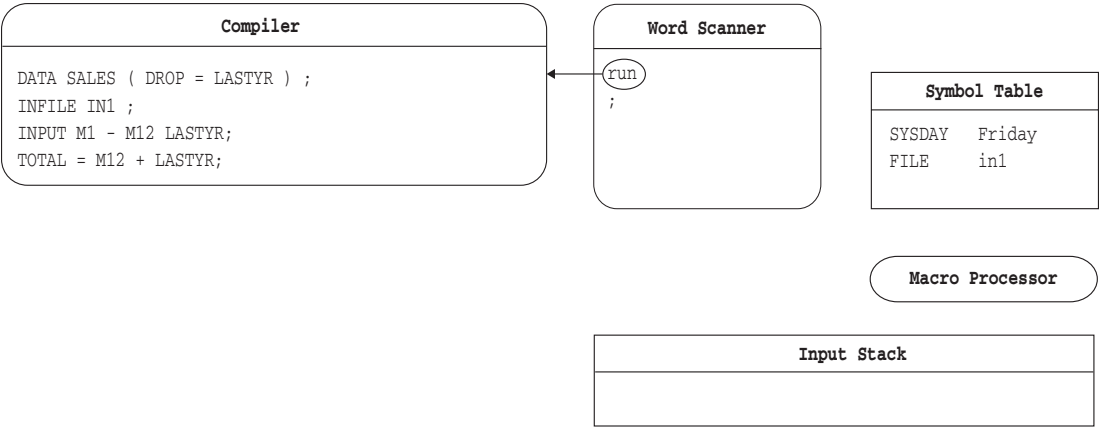 Compiler
DATA SALES ( DROP = LASTYR ) ;
INFILE IN1 ;
INPUT M1 - M12 LASTYR;
TOTAL = M12 + LASTYR;
Word Scanner
run
;
Symbol Table
SYSDAY Friday
FILE in1
Macro Processor
Input Stack